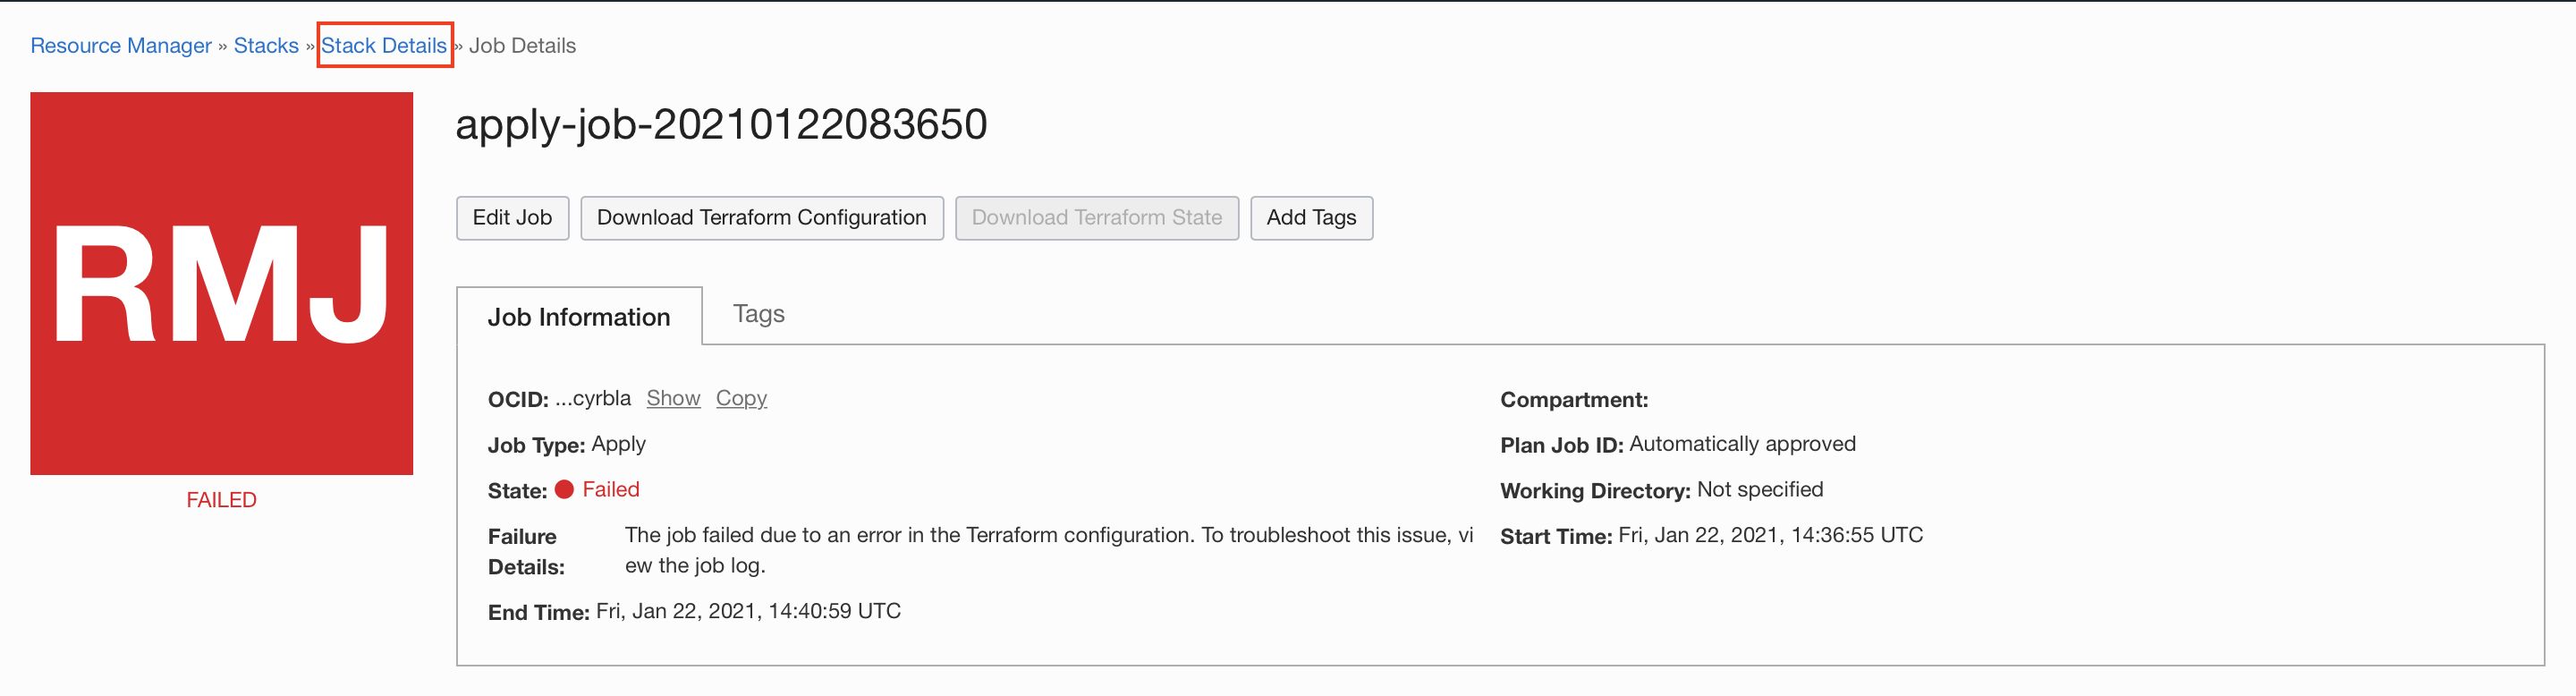 Resource Manager » Stacks » Stack Details » Job Details
RMJ
FAILED
apply-job-20210122083650
Edit Job Download Terraform Configuration Download Terraform State Add Tags
Job Information Tags
OCID: ...cyrbla Show Copy
Job Type: Apply
State: Failed
Failure Details: The job failed due to an error in the Terraform configuration. To troubleshoot this issue, vi
ew the job log.
End Time: Fri, Jan 22, 2021, 14:40:59 UTC
Compartment:
Plan Job ID: Automatically approved
Working Directory: Not specified
Start Time: Fri, Jan 22, 2021, 14:36:55 UTC